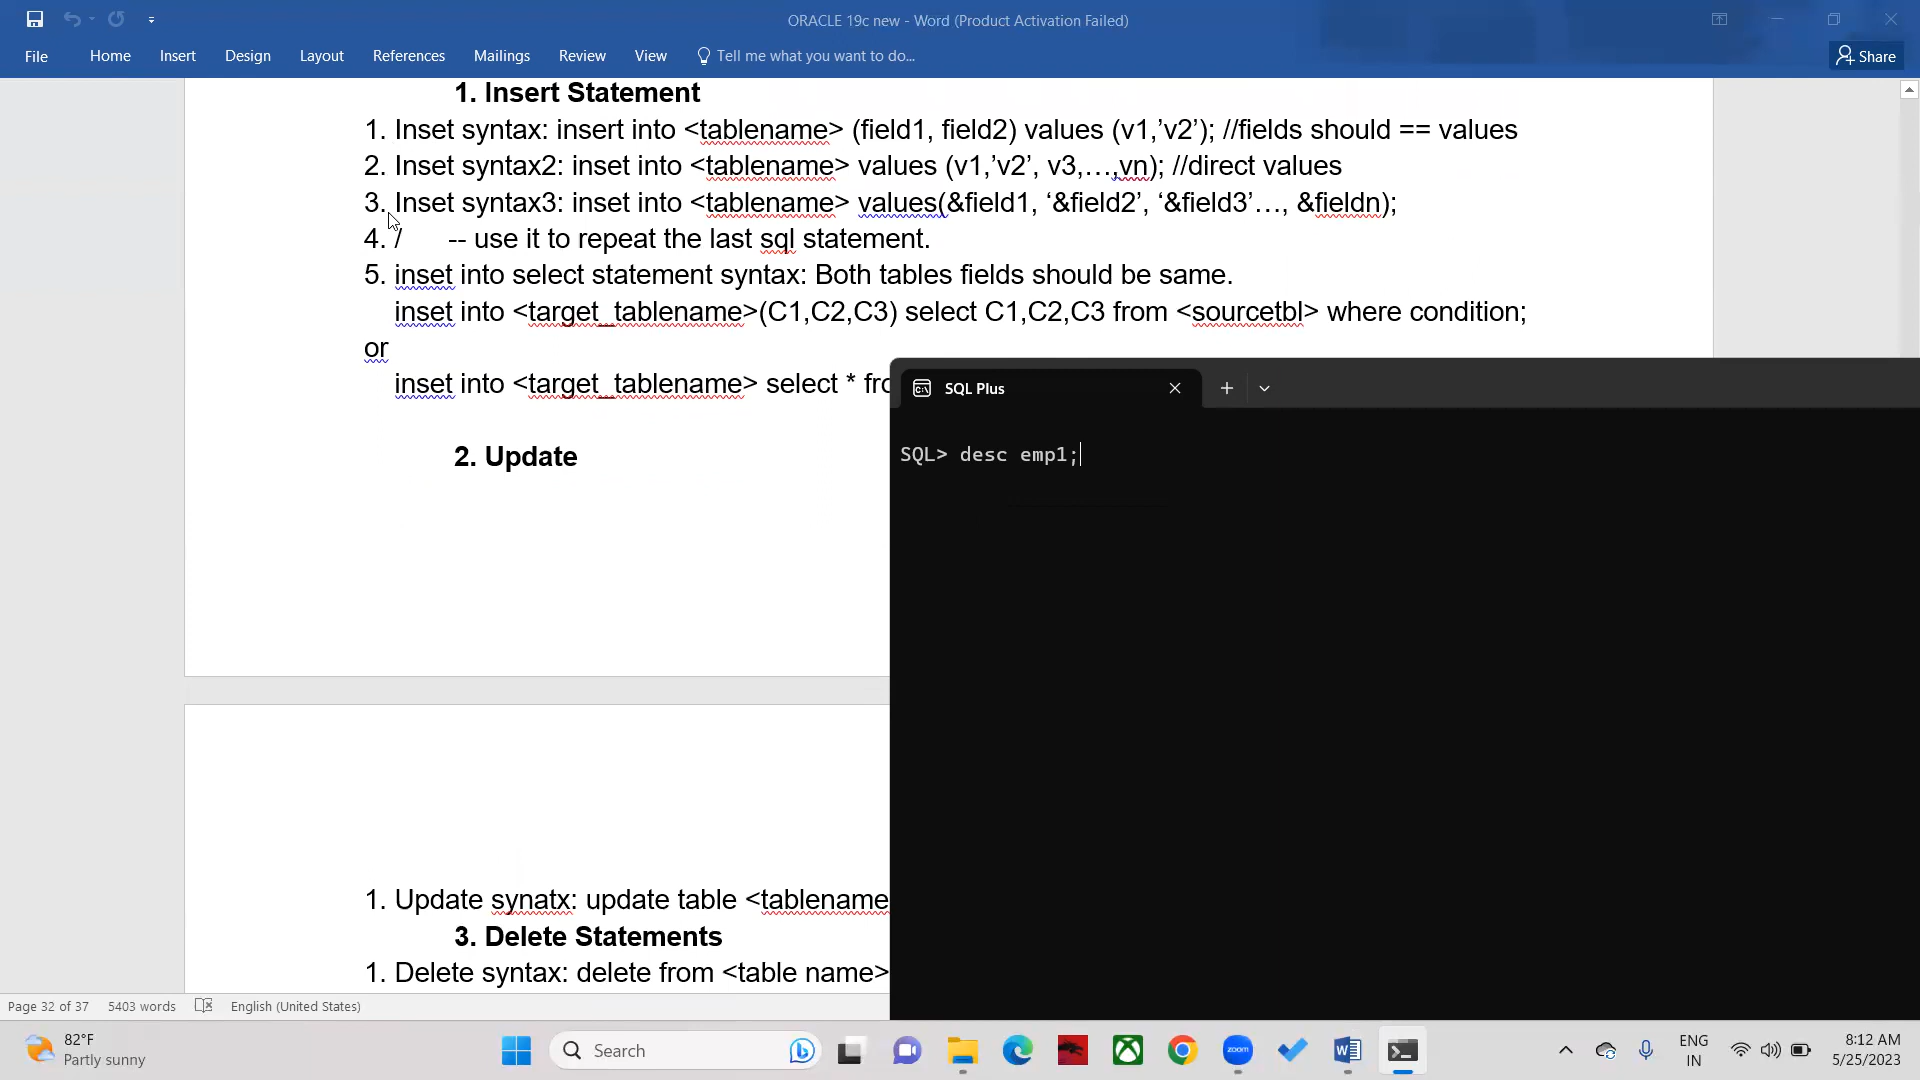 ORACLE 19c new - Word (Product Activation Failed)
File Home Insert Design Layout References Mailings Review View Tell me what you want to do... Share
1. Insert Statement
1. Inset syntax: insert into <tablename> (field1, field2) values (v1,’v2’); //fields should == values
2. Inset syntax2: inset into <tablename> values (v1,’v2’, v3,…,vn); //direct values
3. Inset syntax3: inset into <tablename> values(&field1, ‘&field2’, ‘&field3’…, &fieldn);
4. / -- use it to repeat the last sql statement.
5. inset into select statement syntax: Both tables fields should be same.
inset into <target_tablename>(C1,C2,C3) select C1,C2,C3 from <sourcetbl> where condition;
or
inset into <target_tablename> select * fro
2. Update
SQL Plus
SQL> desc emp1;
1. Update synatx: update table <tablename
3. Delete Statements
1. Delete syntax: delete from <table name>
Page 32 of 37 5403 words English (United States)
82°F
Partly sunny
Search
zoom
ENG
IN
8:12 AM
5/25/2023